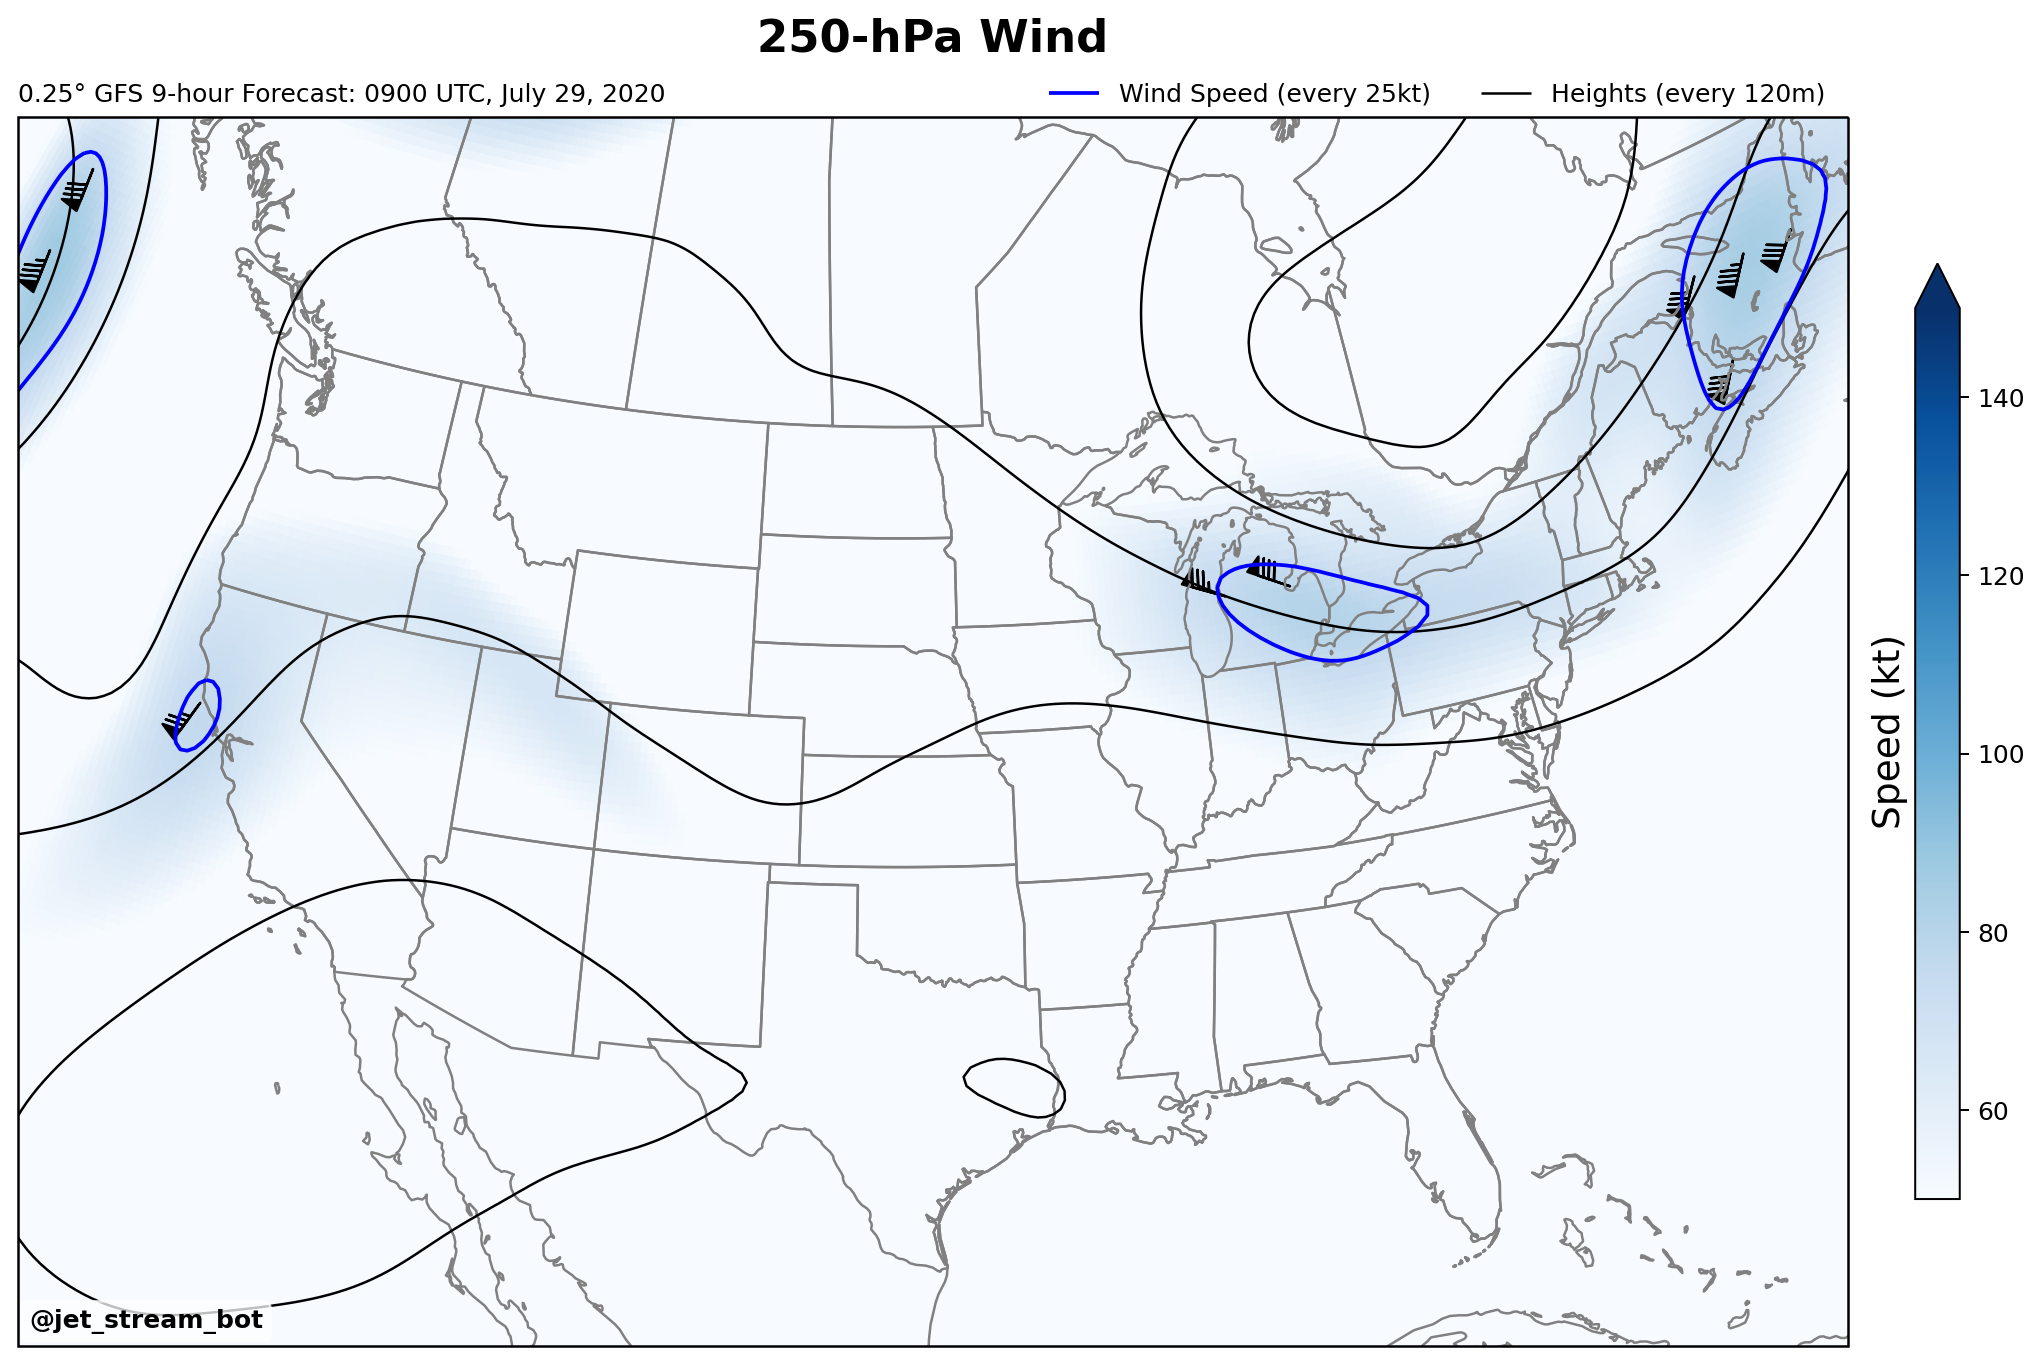 250-hPa Wind
0.25° GFS 9-hour Forecast: 0900 UTC, July 29, 2020
Wind Speed (every 25kt)
Heights (every 120m)
140
120
100
80
60
Speed (kt)
@jet_stream_bot